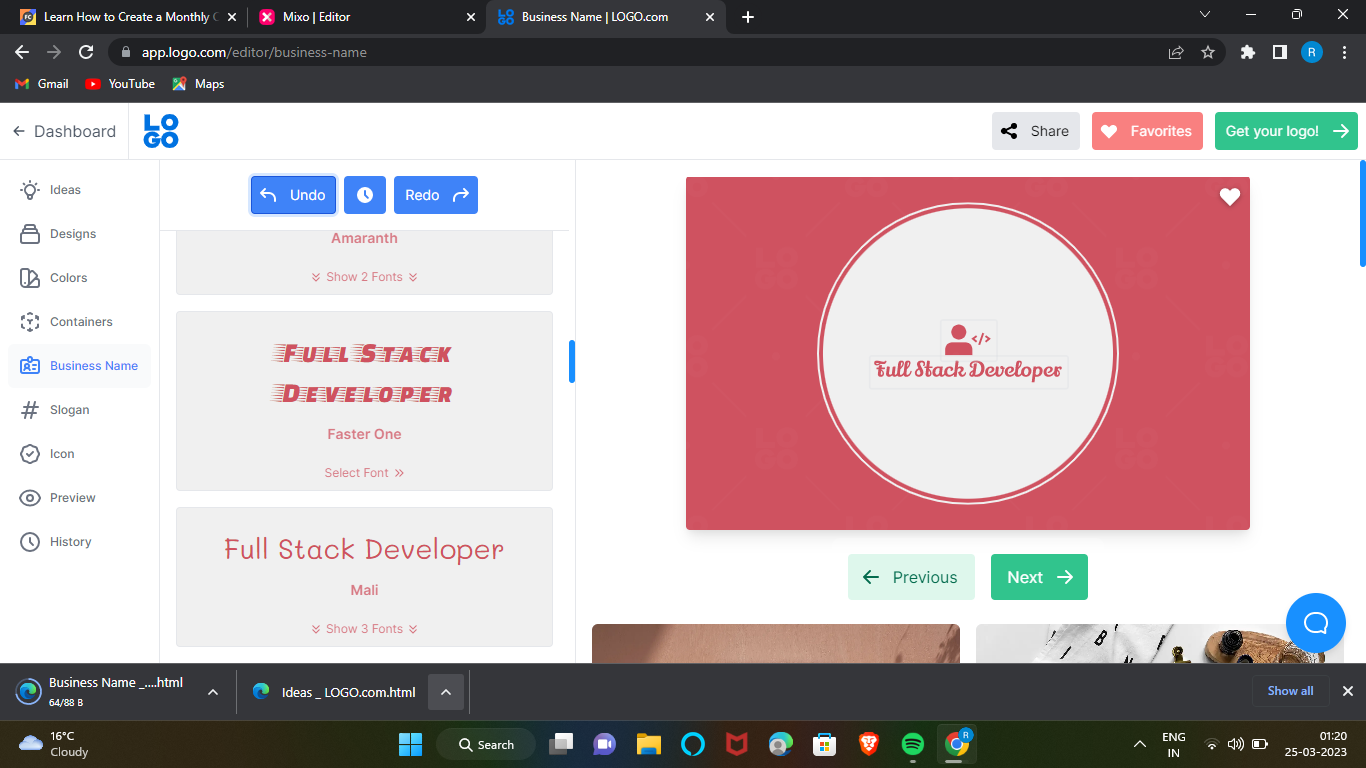 Learn How to Create a Monthly C
Mixo | Editor
Business Name | LOGO.com
app.logo.com/editor/business-name
R
Gmail
YouTube
Maps
Dashboard
LO
GO
Share
Favorites
Get your logo!
Ideas
Designs
Colors
Containers
Business Name
Slogan
Icon
Preview
History
Undo
Redo
Amaranth
Show 2 Fonts
Full Stack
Developer
Faster One
Select Font
Full Stack Developer
Mali
Show 3 Fonts
</>
Full Stack Developer
Previous
Next
I
B
N
Business Name _....html
64/88 B
Ideas _ LOGO.com.html
Show all
16°C
Cloudy
Search
R
ENG
IN
01:20
25-03-2023